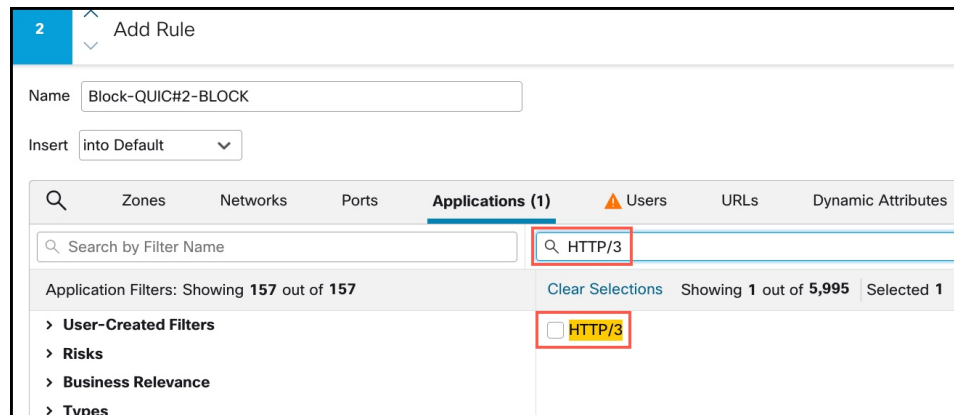 2
Add Rule
Name Block-QUIC#2-BLOCK
Insert into Default
Zones Networks Ports Applications (1) Users URLs Dynamic Attributes
Search by Filter Name HTTP/3
Application Filters: Showing 157 out of 157 Clear Selections Showing 1 out of 5,995 Selected 1
User-Created Filters HTTP/3
Risks
Business Relevance
Types